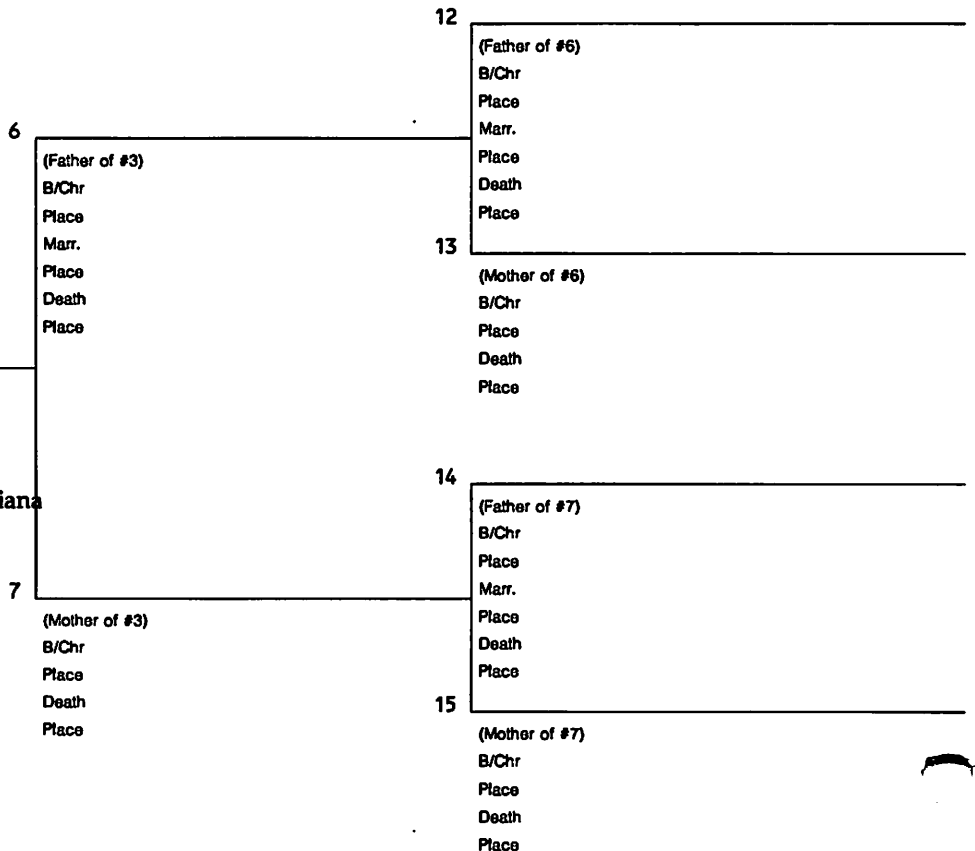 12
(Father of #6)
B/Chr
Place
Marr.
Place
Death
Place
6
(Father of #3)
B/Chr
Place
Marr.
Place
Death
Place
13
(Mother of #6)
B/Chr
Place
Death
Place
iana
14
(Father of #7)
B/Chr
Place
Marr.
Place
Death
Place
7
(Mother of #3)
B/Chr
Place
Death
Place
15
(Mother of #7)
B/Chr
Place
Death
Place